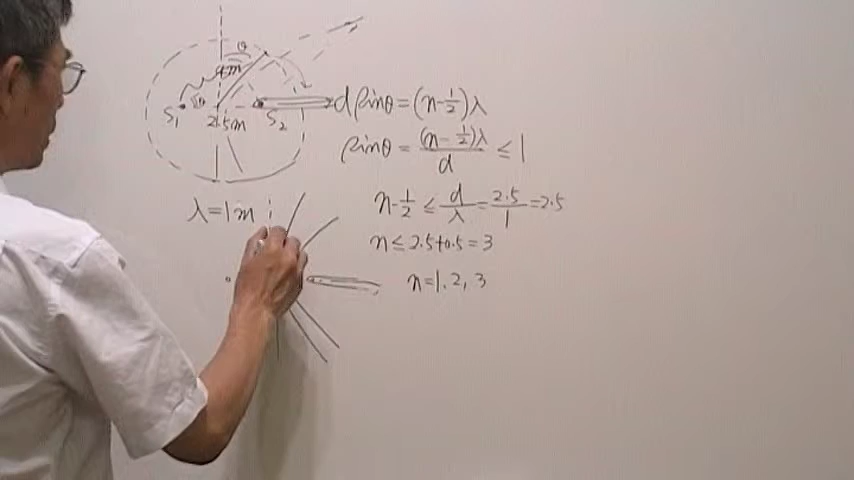 θ
4m
θ
S₁ 2.5m S₂
d sinθ = (n-½)λ
sinθ = (n-½)λ/d ≤ 1
λ=1m
n-½ ≤ d/λ = 2.5/1 = 2.5
n ≤ 2.5+0.5 = 3
n=1, 2, 3